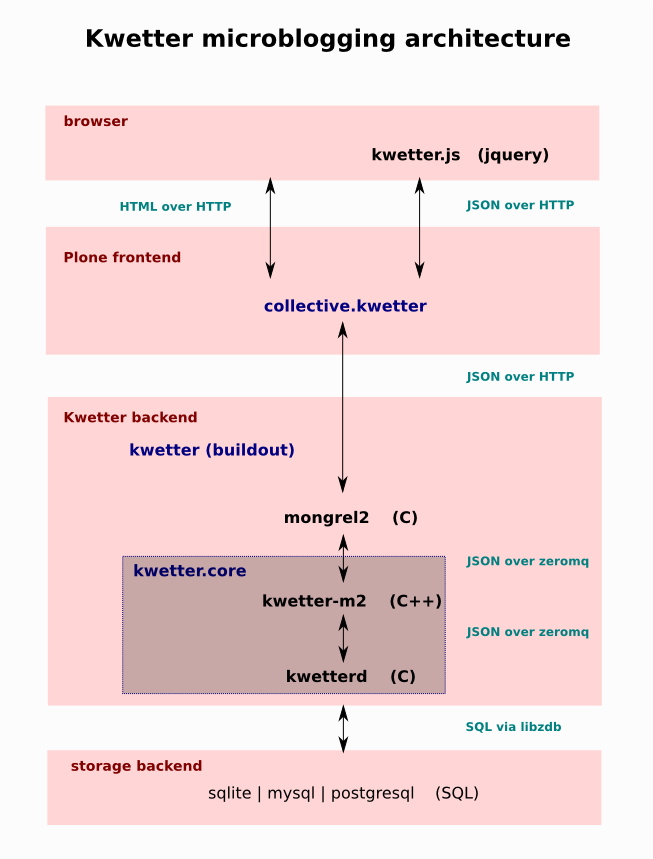 Kwetter microblogging architecture
browser
kwetter.js (jquery)
HTML over HTTP
JSON over HTTP
Plone frontend
collective.kwetter
JSON over HTTP
Kwetter backend
kwetter (buildout)
mongrel2 (C)
JSON over zeromq
kwetter.core
kwetter-m2 (C++)
JSON over zeromq
kwetterd (C)
SQL via libzdb
storage backend
sqlite | mysql | postgresql (SQL)